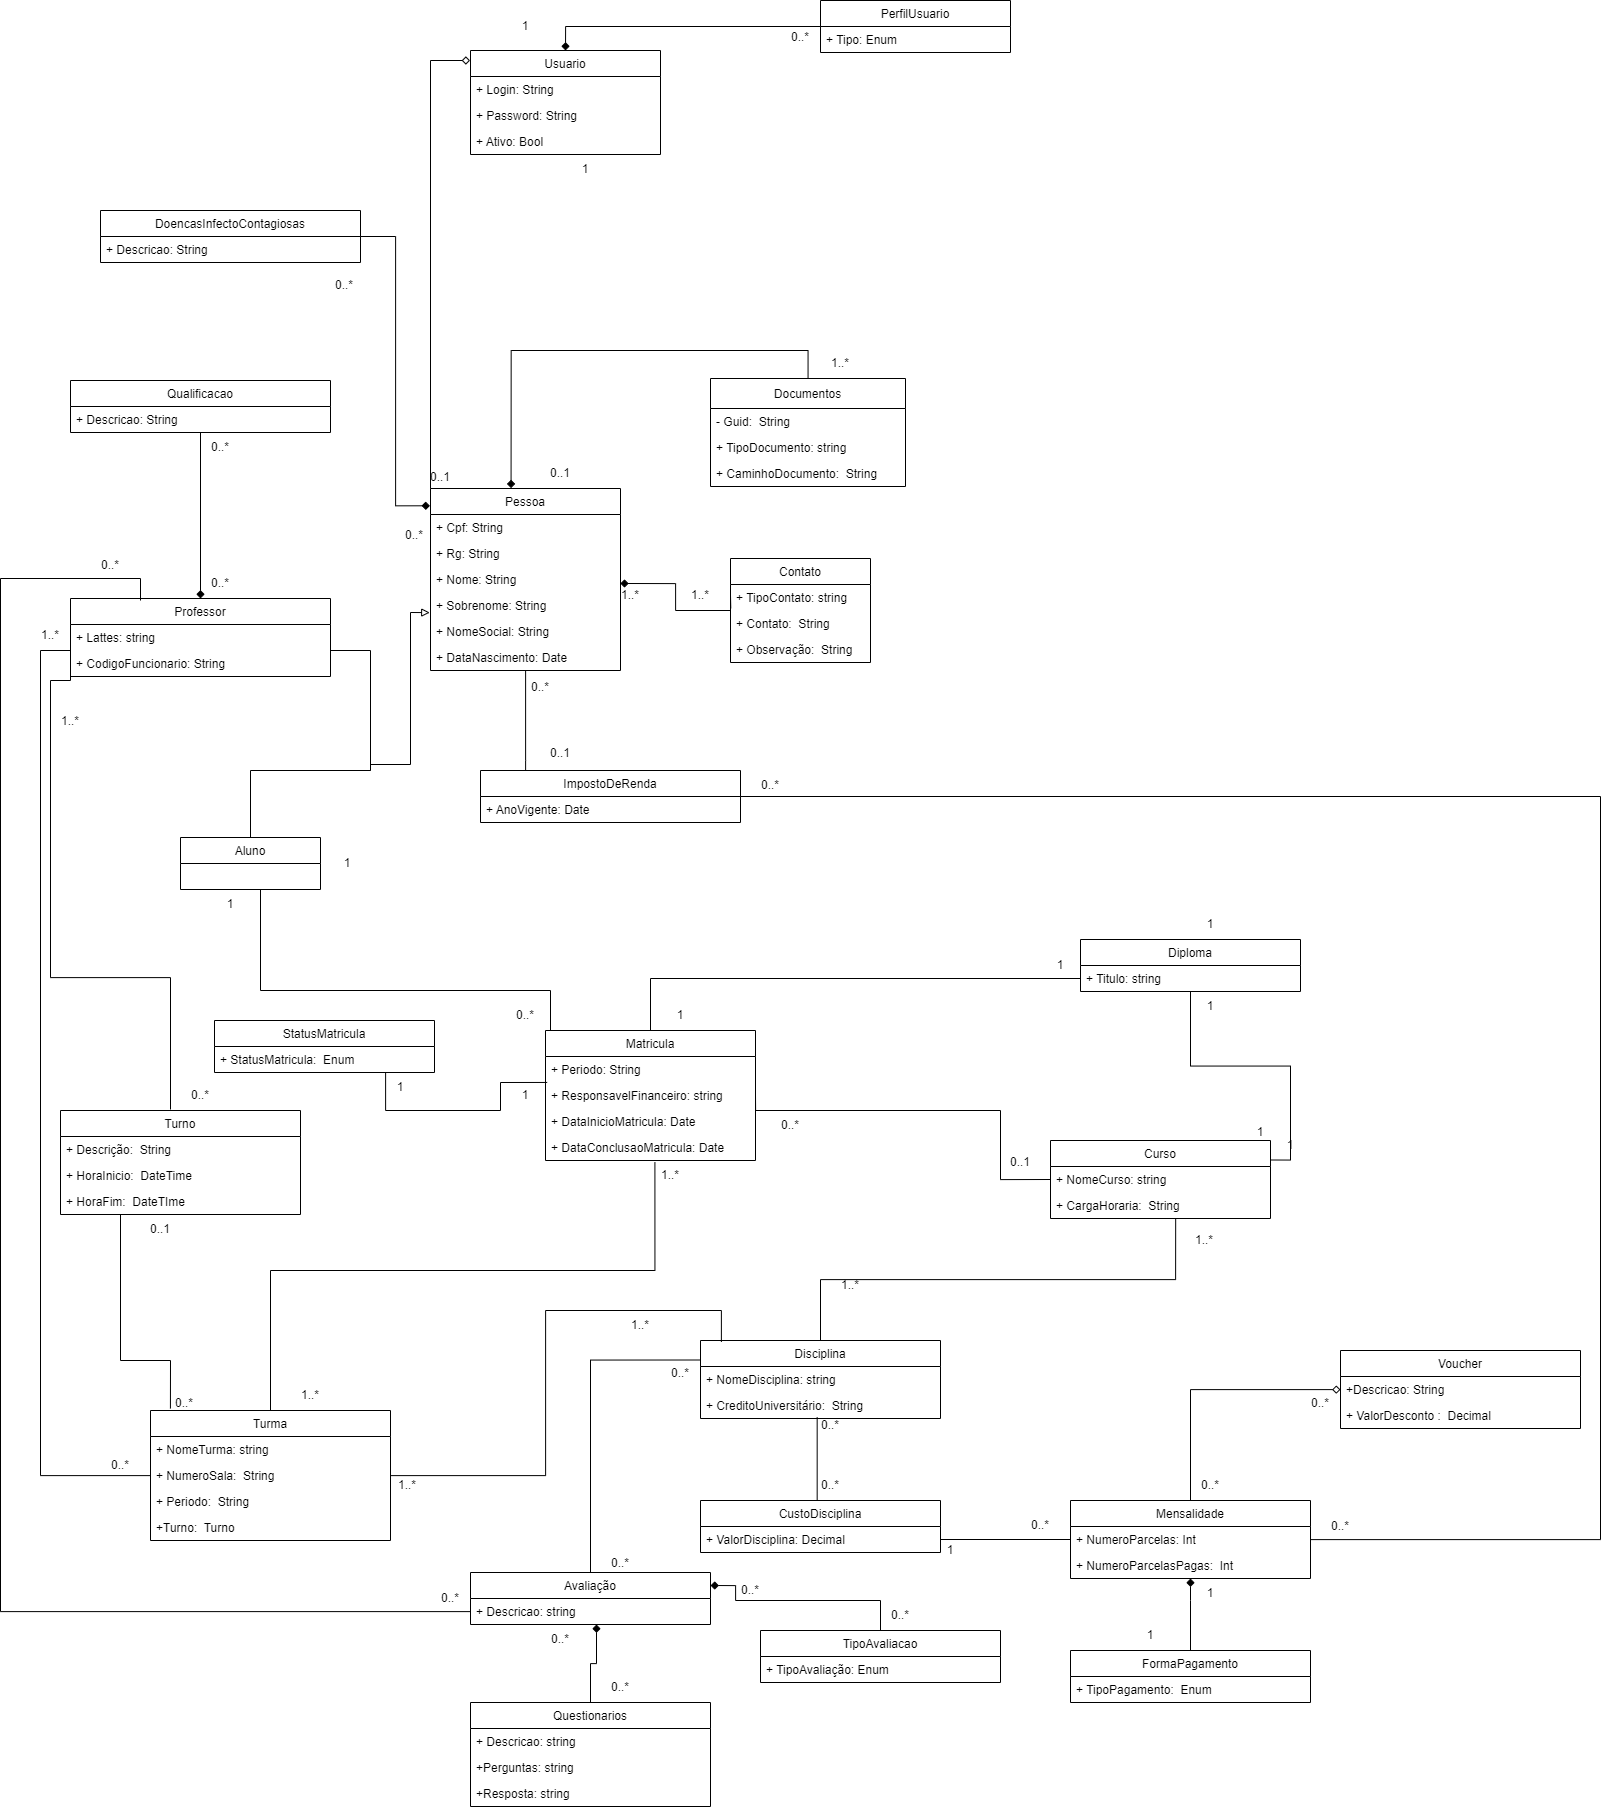 PerfilUsuario
+ Tipo: Enum
1
0..*
Usuario
+ Login: String
+ Password: String
+ Ativo: Bool
1
DoencasInfectoContagiosas
+ Descricao: String
0..*
1..*
Documentos
- Guid:  String
+ TipoDocumento: string
+ CaminhoDocumento:  String
Qualificacao
+ Descricao: String
0..*
0..1
0..1
Pessoa
+ Cpf: String
+ Rg: String
+ Nome: String
+ Sobrenome: String
+ NomeSocial: String
+ DataNascimento: Date
0..*
Contato
+ TipoContato: string
+ Contato:  String
+ Observação:  String
1..*
1..*
0..*
0..*
Professor
+ Lattes: string
+ CodigoFuncionario: String
1..*
1..*
0..*
0..1
ImpostoDeRenda
+ AnoVigente: Date
0..*
Aluno
1
1
1
Diploma
+ Titulo: string
1
1
0..*
1
StatusMatricula
+ StatusMatricula:  Enum
1
1
Matricula
+ Periodo: String
+ ResponsavelFinanceiro: string
+ DataInicioMatricula: Date
+ DataConclusaoMatricula: Date
0..*
1..*
0..*
Turno
+ Descrição:  String
+ HoraInicio:  DateTime
+ HoraFim:  DateTIme
0..1
1
1
0..1
Curso
+ NomeCurso: string
+ CargaHoraria:  String
1..*
1..*
1..*
Disciplina
+ NomeDisciplina: string
+ CreditoUniversitário:  String
0..*
0..*
0..*
Voucher
+Descricao: String
+ ValorDesconto :  Decimal
0..*
0..*
1..*
Turma
+ NomeTurma: string
+ NumeroSala:  String
+ Periodo:  String
+Turno:  Turno
0..*
1..*
CustoDisciplina
+ ValorDisciplina: Decimal
1
0..*
0..*
Mensalidade
+ NumeroParcelas: Int
+ NumeroParcelasPagas:  Int
0..*
1
1
0..*
Avaliação
+ Descricao: string
0..*
0..*
0..*
0..*
TipoAvaliacao
+ TipoAvaliação: Enum
FormaPagamento
+ TipoPagamento:  Enum
0..*
Questionarios
+ Descricao: string
+Perguntas: string
+Resposta: string